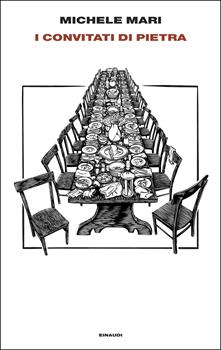 MICHELE MARI
I CONVITATI DI PIETRA
EINAUDI